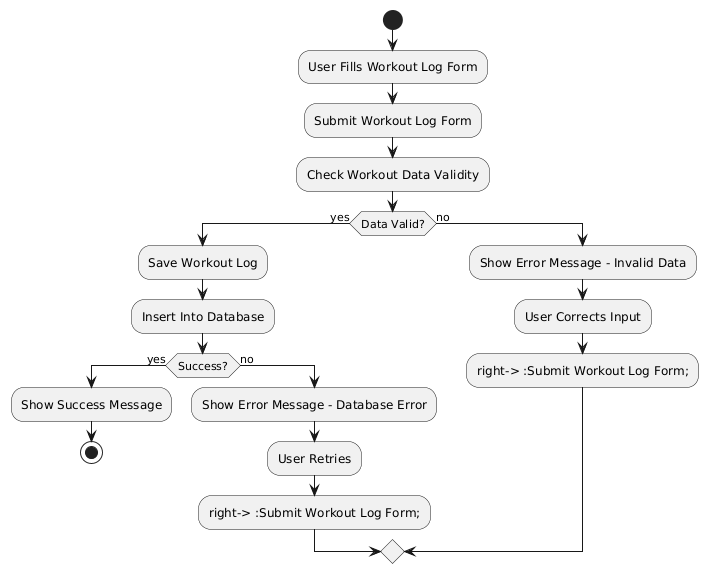 User Fills Workout Log Form
Submit Workout Log Form
Check Workout Data Validity
yes
Data Valid?
no
Save Workout Log
Insert Into Database
yes
Success?
no
Show Success Message
Show Error Message - Database Error
User Retries
right-> :Submit Workout Log Form;
Show Error Message - Invalid Data
User Corrects Input
right-> :Submit Workout Log Form;